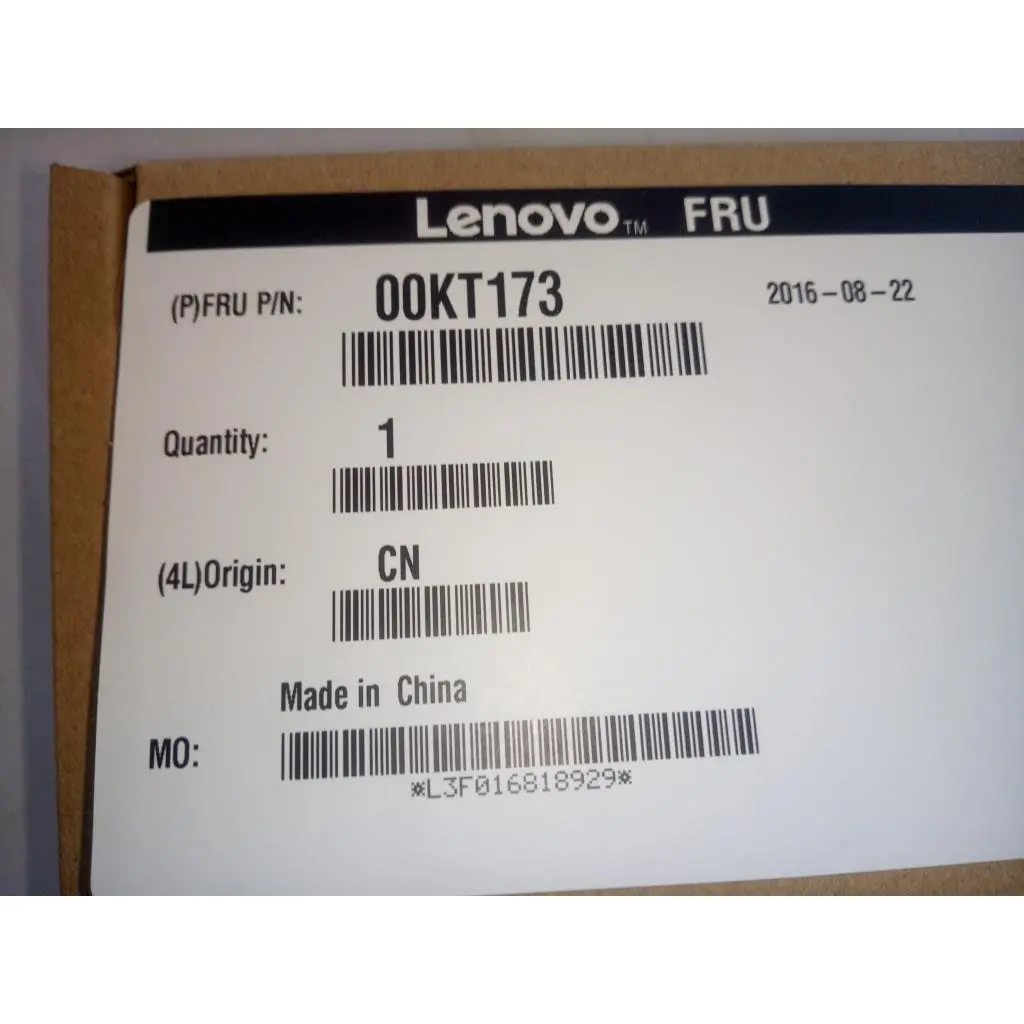 Lenovo™ FRU
(P)FRU P/N: 00KT173 2016-08-22
Quantity: 1
(4L)Origin: CN
Made in China
MO:
*L3F016818929*